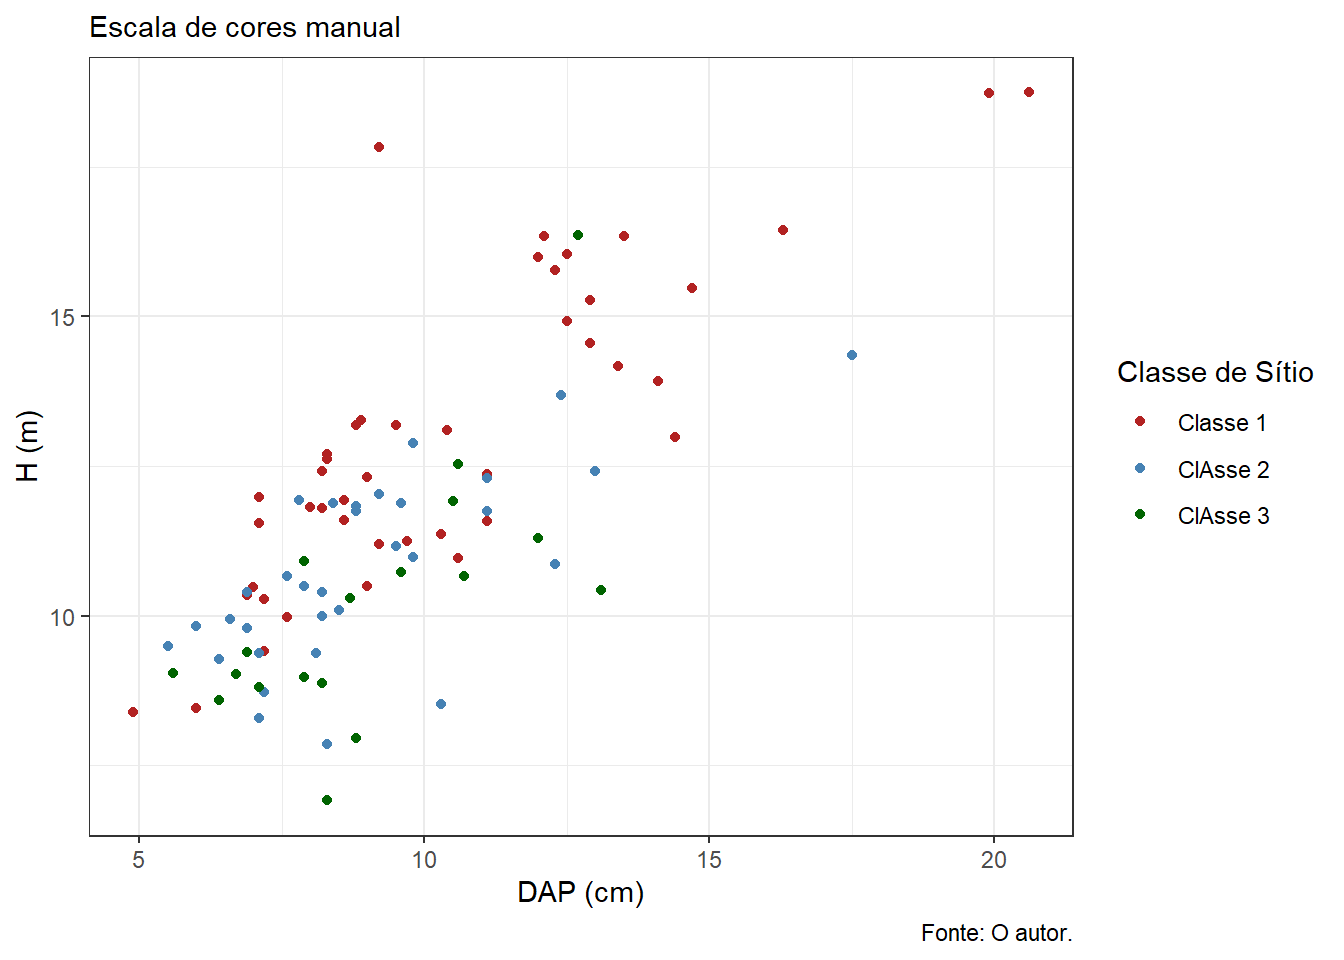 Escala de cores manual
15
10
H (m)
5 10 15 20
DAP (cm)
Classe de Sítio
Classe 1
ClAsse 2
ClAsse 3
Fonte: O autor.